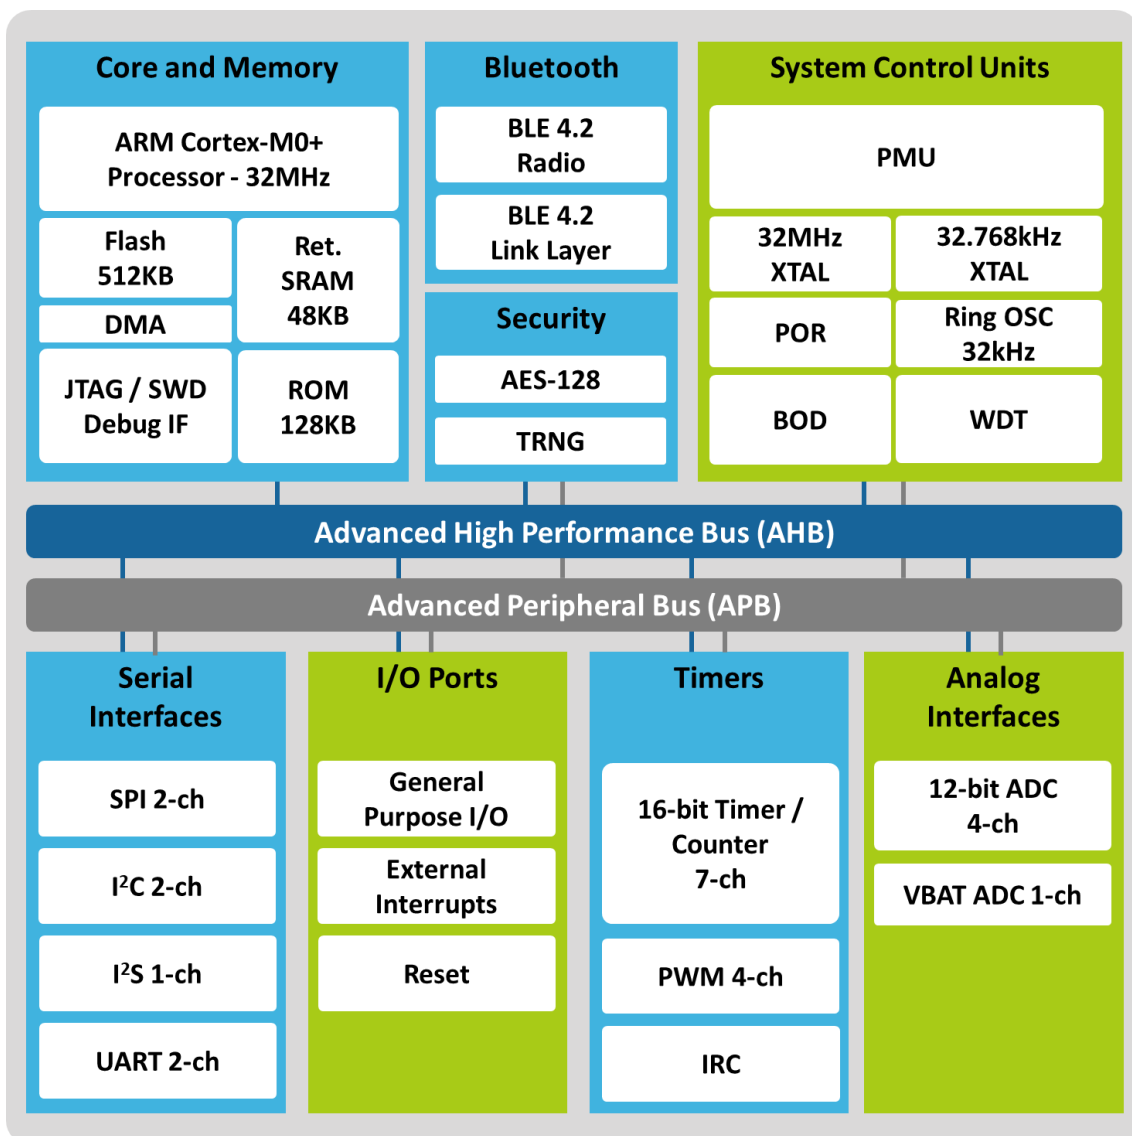 Core and Memory
ARM Cortex-M0+
Processor - 32MHz
Flash
512KB
Ret.
SRAM
48KB
DMA
JTAG / SWD
Debug IF
ROM
128KB
Bluetooth
BLE 4.2
Radio
BLE 4.2
Link Layer
Security
AES-128
TRNG
System Control Units
PMU
32MHz
XTAL
32.768kHz
XTAL
POR
Ring OSC
32kHz
BOD
WDT
Advanced High Performance Bus (AHB)
Advanced Peripheral Bus (APB)
Serial
Interfaces
SPI 2-ch
I²C 2-ch
I²S 1-ch
UART 2-ch
I/O Ports
General
Purpose I/O
External
Interrupts
Reset
Timers
16-bit Timer /
Counter
7-ch
PWM 4-ch
IRC
Analog
Interfaces
12-bit ADC
4-ch
VBAT ADC 1-ch